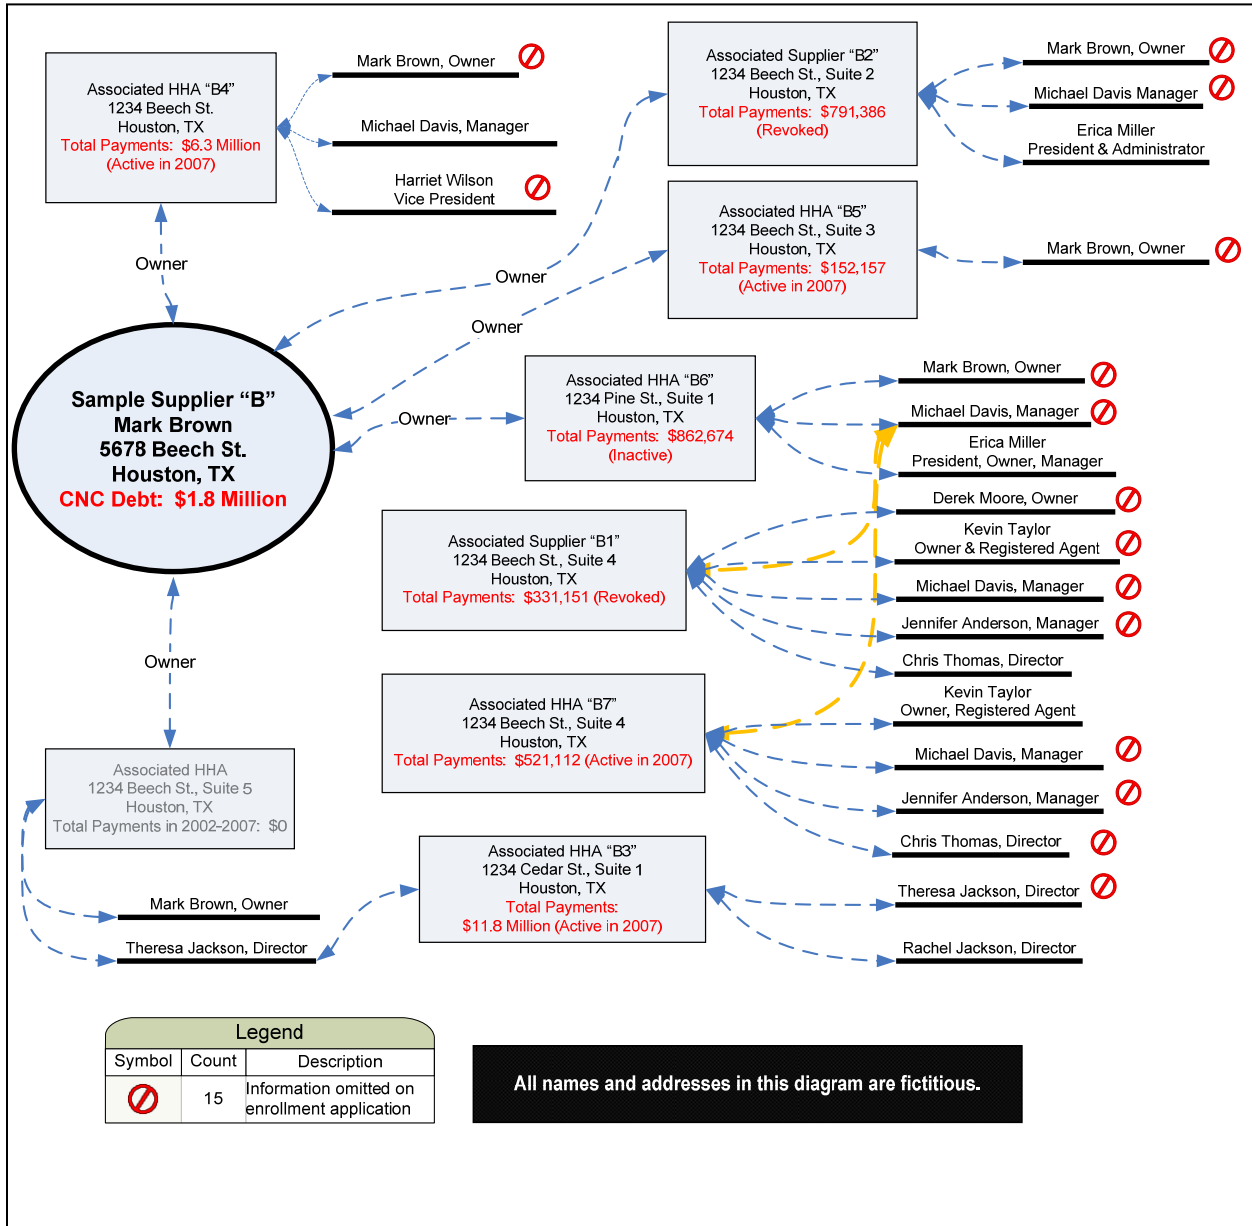 Associated HHA “B4”
1234 Beech St.
Houston, TX
Total Payments:  $6.3 Million
(Active in 2007)
Mark Brown, Owner
Michael Davis, Manager
Harriet Wilson
Vice President
Associated Supplier “B2”
1234 Beech St., Suite 2
Houston, TX
Total Payments:  $791,386
(Revoked)
Mark Brown, Owner
Michael Davis Manager
Erica Miller
President & Administrator
Associated HHA “B5”
1234 Beech St., Suite 3
Houston, TX
Total Payments:  $152,157
(Active in 2007)
Mark Brown, Owner
Owner
Owner
Owner
Owner
Sample Supplier “B”
Mark Brown
5678 Beech St.
Houston, TX
CNC Debt:  $1.8 Million
Associated HHA “B6”
1234 Pine St., Suite 1
Houston, TX
Total Payments:  $862,674
(Inactive)
Mark Brown, Owner
Michael Davis, Manager
Erica Miller
President, Owner, Manager
Associated Supplier “B1”
1234 Beech St., Suite 4
Houston, TX
Total Payments:  $331,151 (Revoked)
Derek Moore, Owner
Kevin Taylor
Owner & Registered Agent
Michael Davis, Manager
Jennifer Anderson, Manager
Chris Thomas, Director
Owner
Associated HHA “B7”
1234 Beech St., Suite 4
Houston, TX
Total Payments:  $521,112 (Active in 2007)
Kevin Taylor
Owner, Registered Agent
Michael Davis, Manager
Jennifer Anderson, Manager
Chris Thomas, Director
Associated HHA
1234 Beech St., Suite 5
Houston, TX
Total Payments in 2002-2007:  $0
Mark Brown, Owner
Theresa Jackson, Director
Associated HHA “B3”
1234 Cedar St., Suite 1
Houston, TX
Total Payments:
$11.8 Million (Active in 2007)
Theresa Jackson, Director
Rachel Jackson, Director
Legend
Symbol Count Description
15 Information omitted on
enrollment application
All names and addresses in this diagram are fictitious.